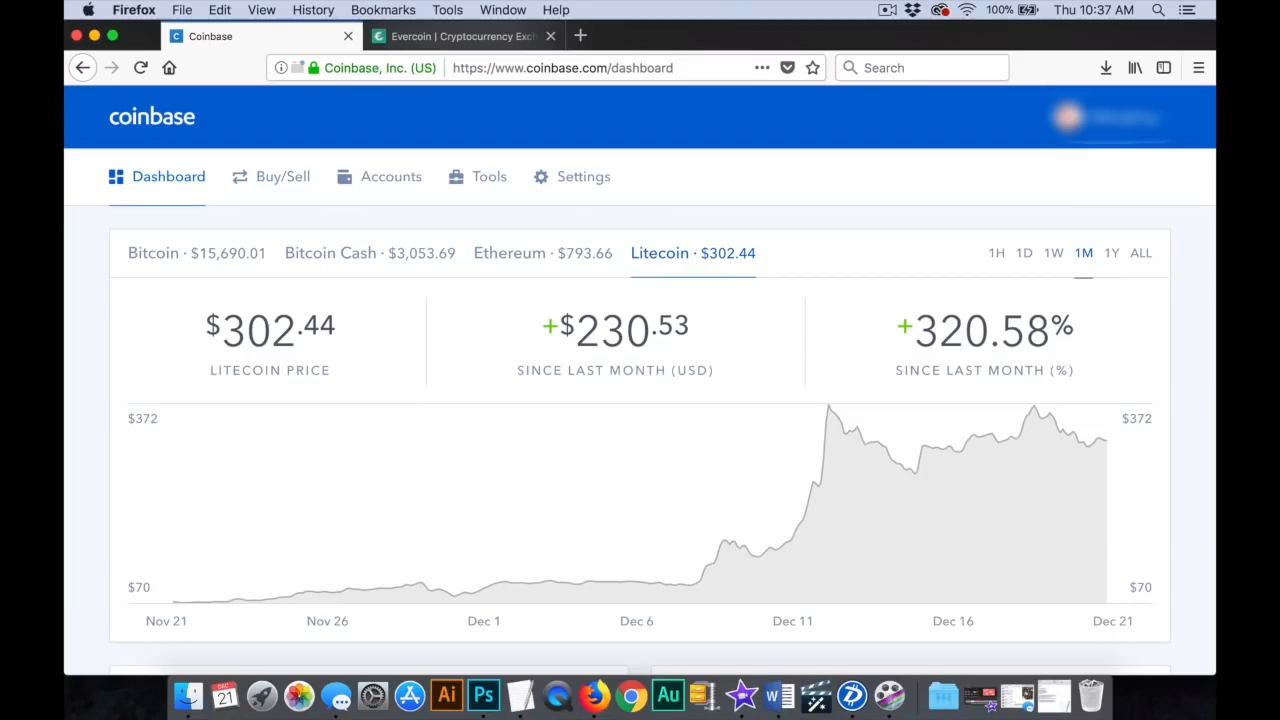 Firefox File Edit View History Bookmarks Tools Window Help 100% Thu 10:37 AM
C Coinbase Evercoin | Cryptocurrency Exch
Coinbase, Inc. (US) https://www.coinbase.com/dashboard Search
coinbase
Dashboard Buy/Sell Accounts Tools Settings
Bitcoin · $15,690.01 Bitcoin Cash · $3,053.69 Ethereum · $793.66 Litecoin · $302.44 1H 1D 1W 1M 1Y ALL
$302.44 +$230.53 +320.58%
LITECOIN PRICE SINCE LAST MONTH (USD) SINCE LAST MONTH (%)
$372 $372
$70 $70
Nov 21 Nov 26 Dec 1 Dec 6 Dec 11 Dec 16 Dec 21
DEC 21 Ai Ps Au W